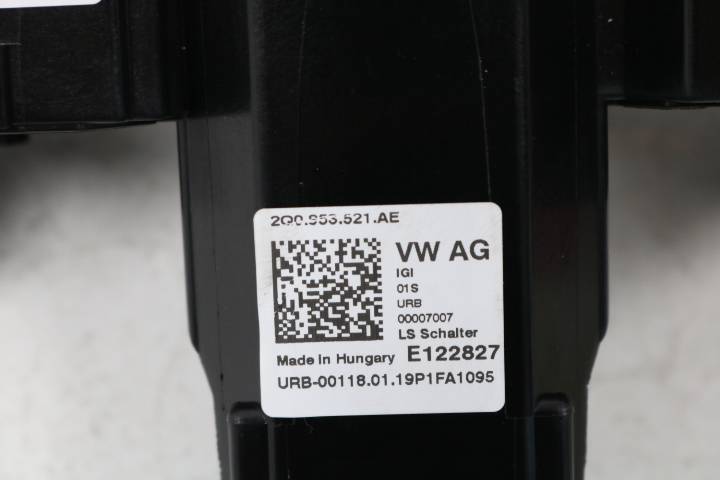 2Q0.953.521.AE
VW AG
IGI
01S
URB
00007007
LS Schalter
Made in Hungary E122827
URB-00118.01.19P1FA1095